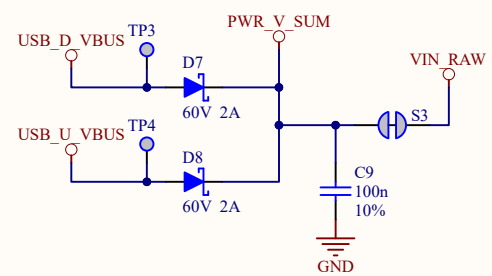 PWR_V_SUM
USB_D_VBUS
TP3
VIN_RAW
D7
60V 2A
S3
USB_U_VBUS
TP4
D8
60V 2A
C9
100n
10%
GND